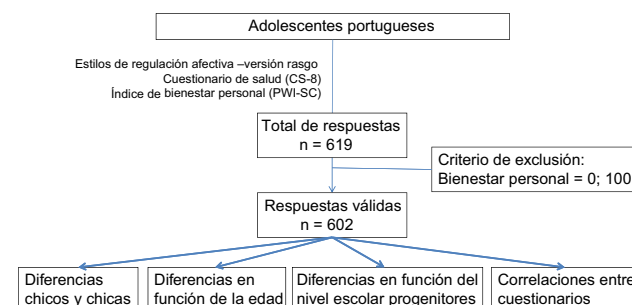 Adolescentes portugueses
Estilos de regulación afectiva –versión rasgo
Cuestionario de salud (CS-8)
Índice de bienestar personal (PWI-SC)
Total de respuestas
n = 619
Criterio de exclusión:
Bienestar personal = 0; 100
Respuestas válidas
n = 602
Diferencias
chicos y chicas
Diferencias en
función de la edad
Diferencias en función del
nivel escolar progenitores
Correlaciones entre
cuestionarios